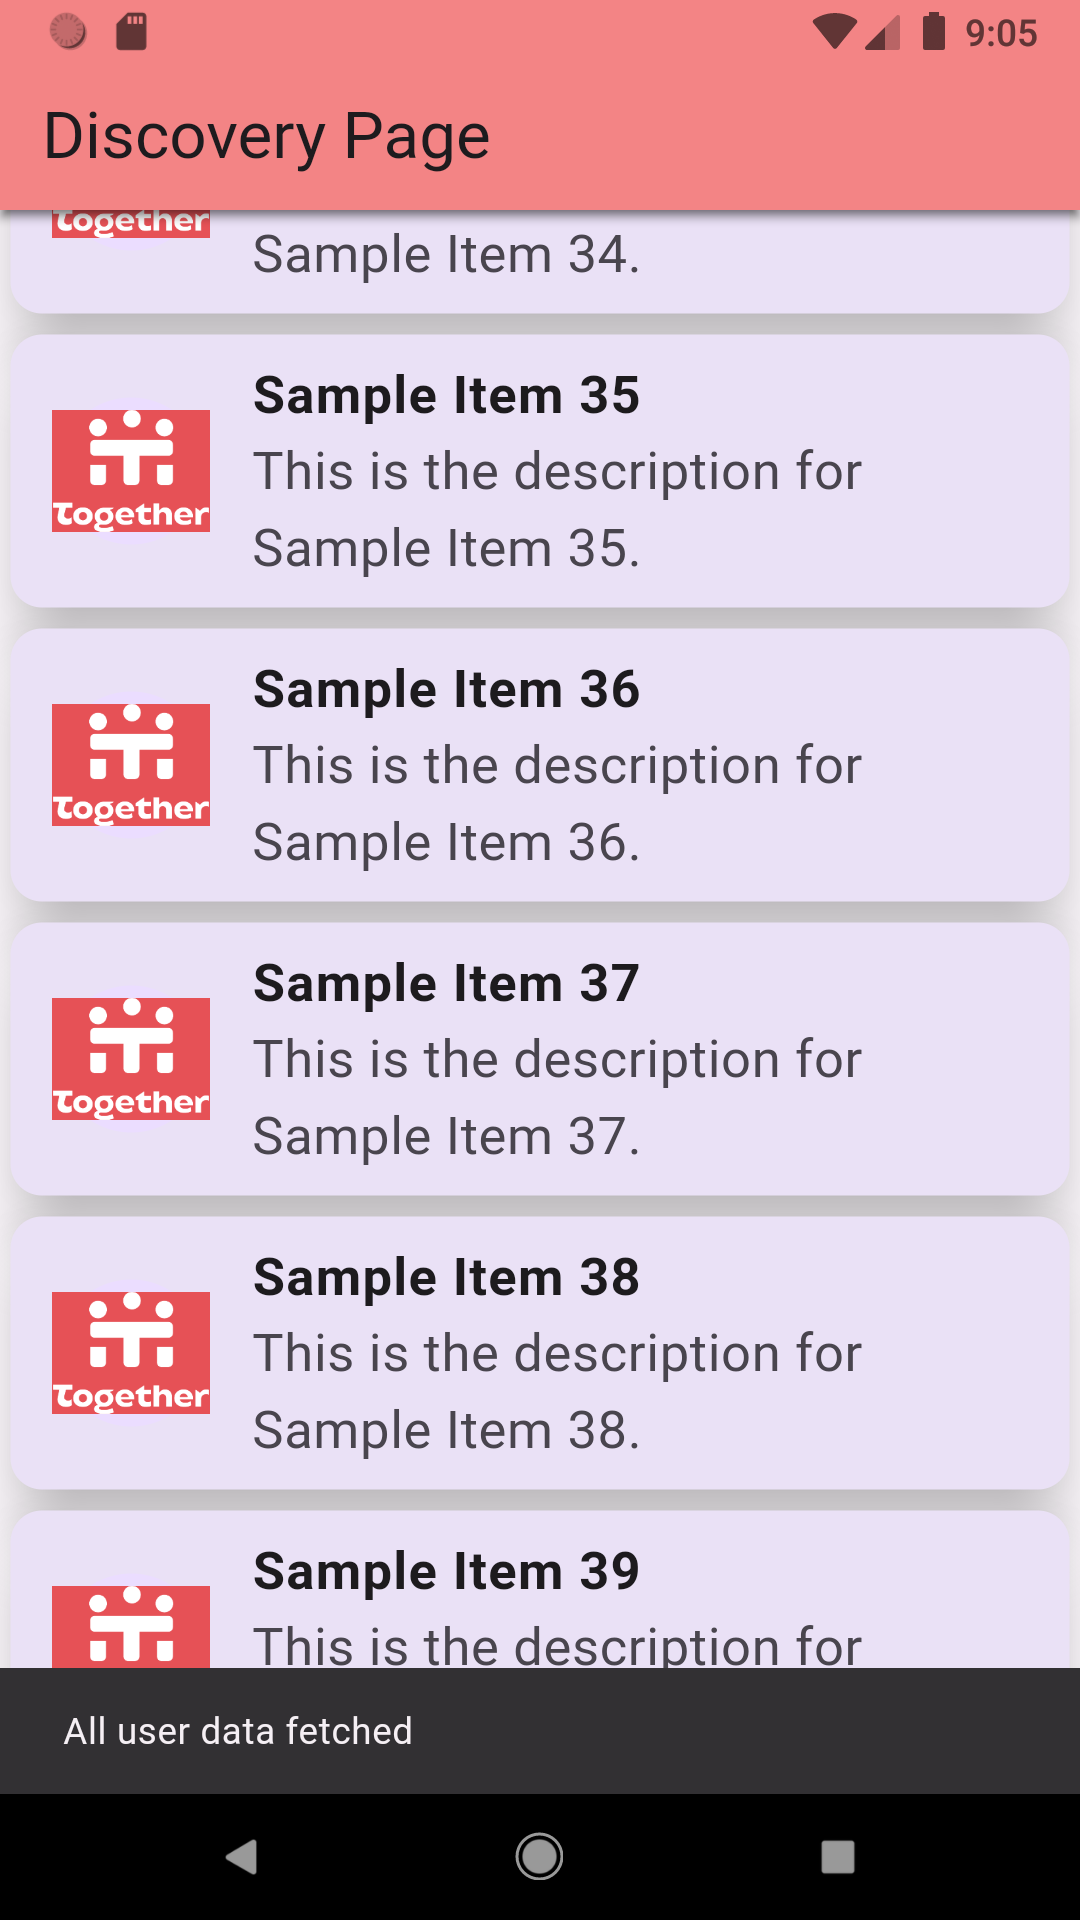 9:05
Discovery Page
Together
Sample Item 34.
Sample Item 35
This is the description for
Sample Item 35.
Together
Sample Item 36
This is the description for
Sample Item 36.
Together
Sample Item 37
This is the description for
Sample Item 37.
Together
Sample Item 38
This is the description for
Sample Item 38.
Together
Sample Item 39
This is the description for
All user data fetched